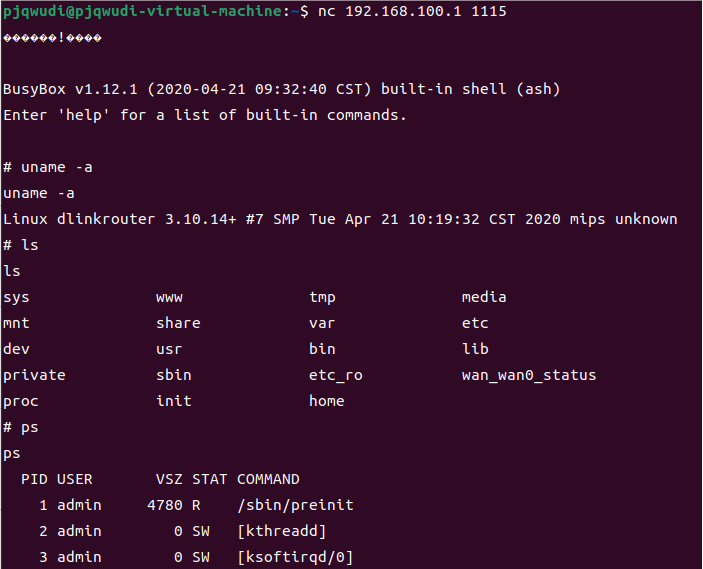 pjqwudi@pjqwudi-virtual-machine:~$ nc 192.168.100.1 1115
������!����
BusyBox v1.12.1 (2020-04-21 09:32:40 CST) built-in shell (ash)
Enter 'help' for a list of built-in commands.
# uname -a
uname -a
Linux dlinkrouter 3.10.14+ #7 SMP Tue Apr 21 10:19:32 CST 2020 mips unknown
# ls
ls
sys www tmp media
mnt share var etc
dev usr bin lib
private sbin etc_ro wan_wan0_status
proc init home
# ps
ps
PID USER VSZ STAT COMMAND
1 admin 4780 R /sbin/preinit
2 admin 0 SW [kthreadd]
3 admin 0 SW [ksoftirqd/0]